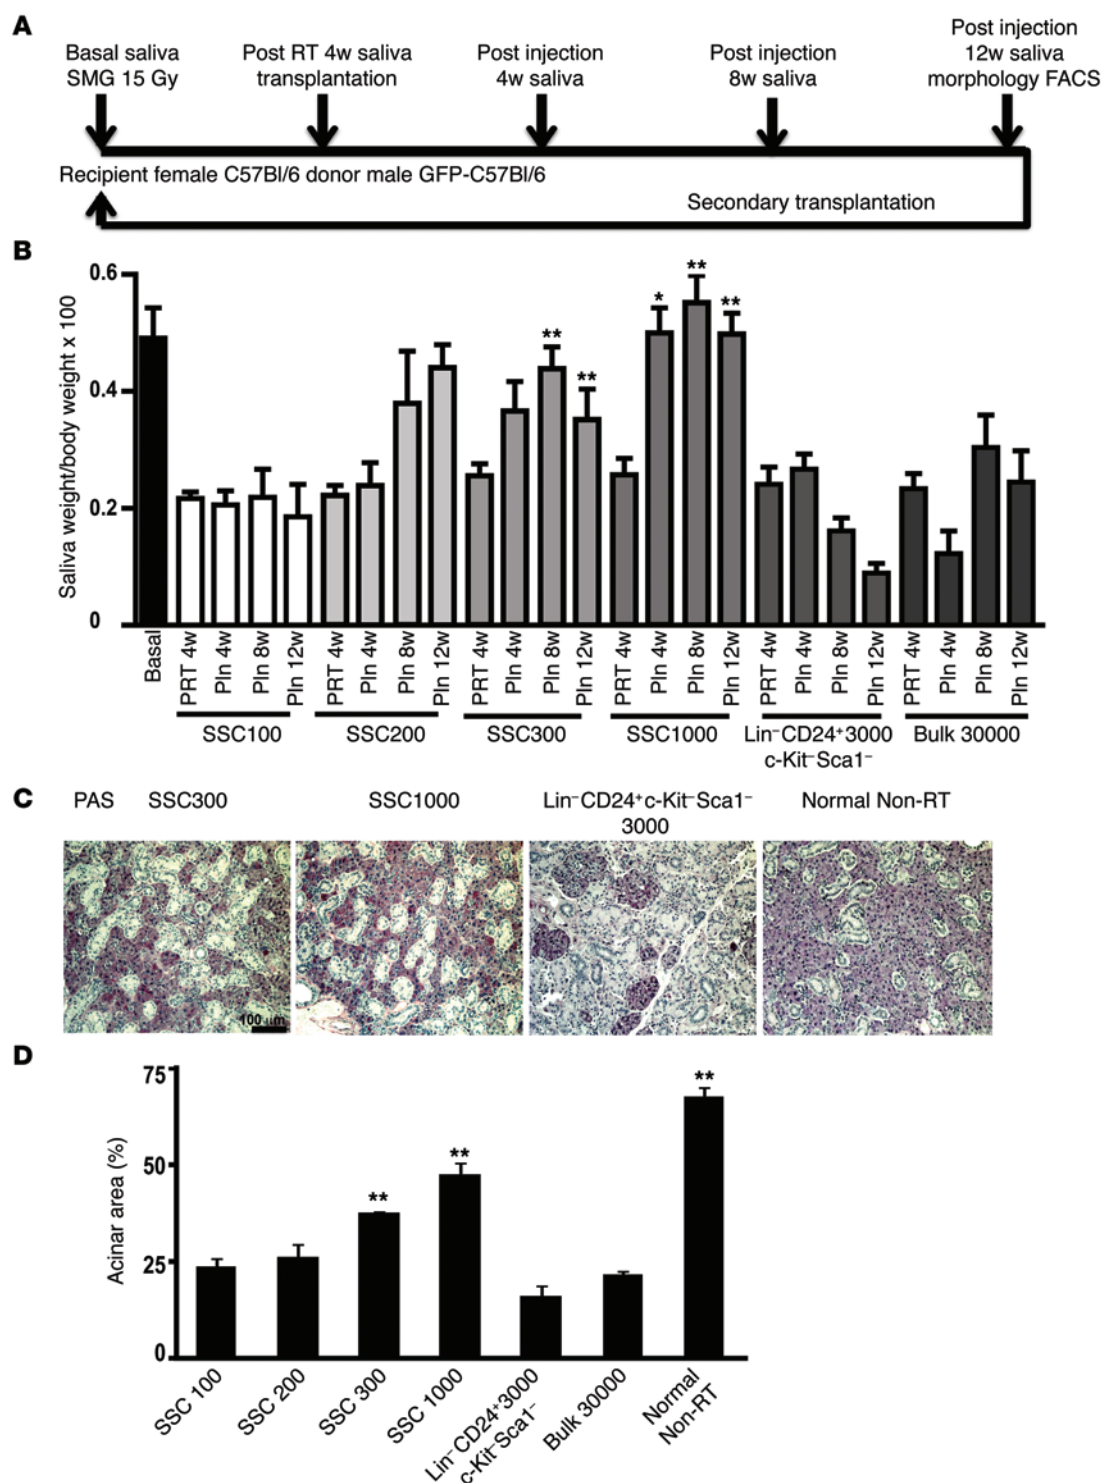 A
Basal saliva
SMG 15 Gy
Post RT 4w saliva
transplantation
Post injection
4w saliva
Post injection
8w saliva
Post injection
12w saliva
morphology FACS
Recipient female C57Bl/6 donor male GFP-C57Bl/6
Secondary transplantation
B
Saliva weight/body weight x 100
0.6
0.4
0.2
0
** 
* ** **
** **
Basal
PRT 4w
PIn 4w
PIn 8w
PIn 12w
PRT 4w
PIn 4w
PIn 8w
PIn 12w
PRT 4w
PIn 4w
PIn 8w
PIn 12w
PRT 4w
PIn 4w
PIn 8w
PIn 12w
PRT 4w
PIn 4w
PIn 8w
PIn 12w
PRT 4w
PIn 4w
PIn 8w
PIn 12w
SSC100
SSC200
SSC300
SSC1000
Lin⁻CD24⁺3000
c-Kit⁻Sca1⁻
Bulk 30000
C
PAS
SSC300
SSC1000
Lin⁻CD24⁺c-Kit⁻Sca1⁻
3000
Normal Non-RT
100 μm
D
Acinar area (%)
75
50
25
0
**
**
**
SSC 100
SSC 200
SSC 300
SSC 1000
Lin⁻CD24⁺3000
c-Kit⁻Sca1⁻
Bulk 30000
Normal
Non-RT